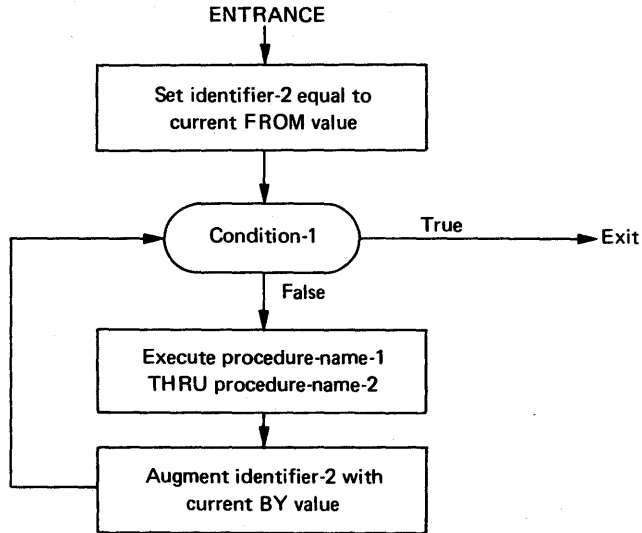 ENTRANCE
Set identifier-2 equal to
current FROM value
Condition-1
True
Exit
False
Execute procedure-name-1
THRU procedure-name-2
Augment identifier-2 with
current BY value